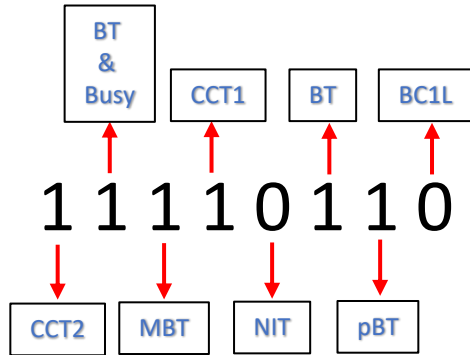 BT
&
Busy
CCT1
BT
BC1L
1 1 1 1 0 1 1 0
CCT2
MBT
NIT
pBT